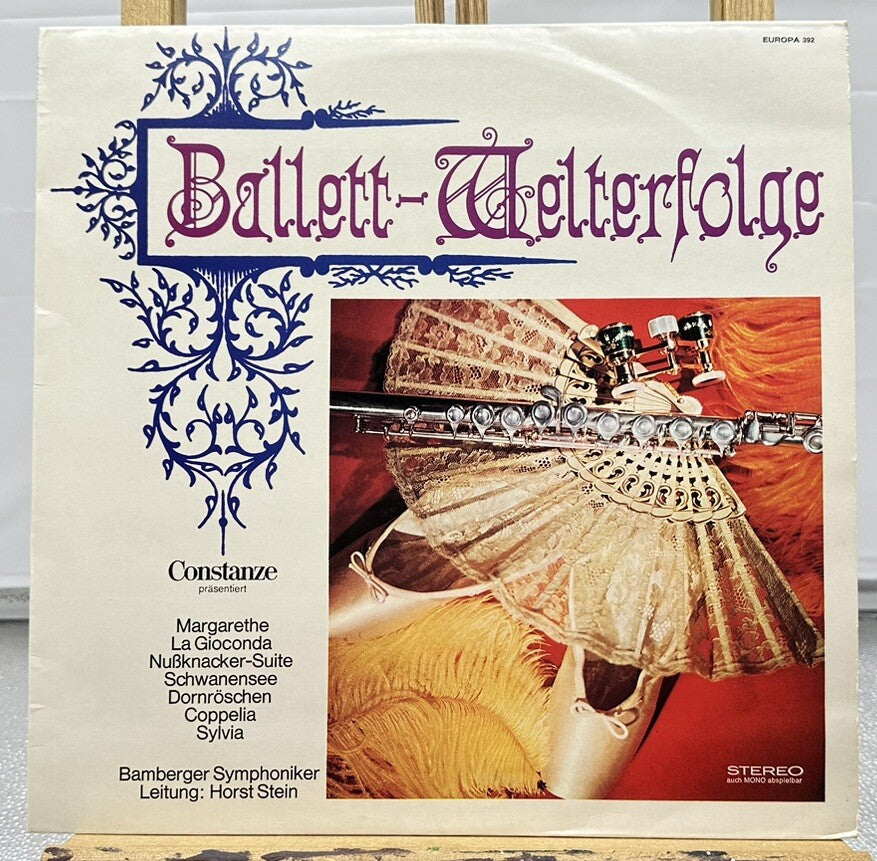 EUROPA 392
Ballett-Welterfolge
Constanze
präsentiert
Margarethe
La Gioconda
Nußknacker-Suite
Schwanensee
Dornröschen
Coppelia
Sylvia
Bamberger Symphoniker
Leitung: Horst Stein
STEREO
auch MONO abspielbar